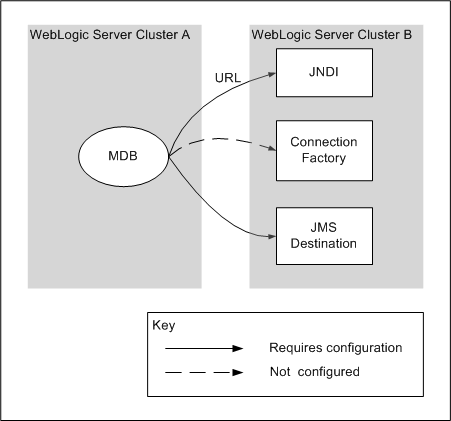 WebLogic Server Cluster A
WebLogic Server Cluster B
URL
JNDI
MDB
Connection
Factory
JMS
Destination
Key
Requires configuration
Not configured